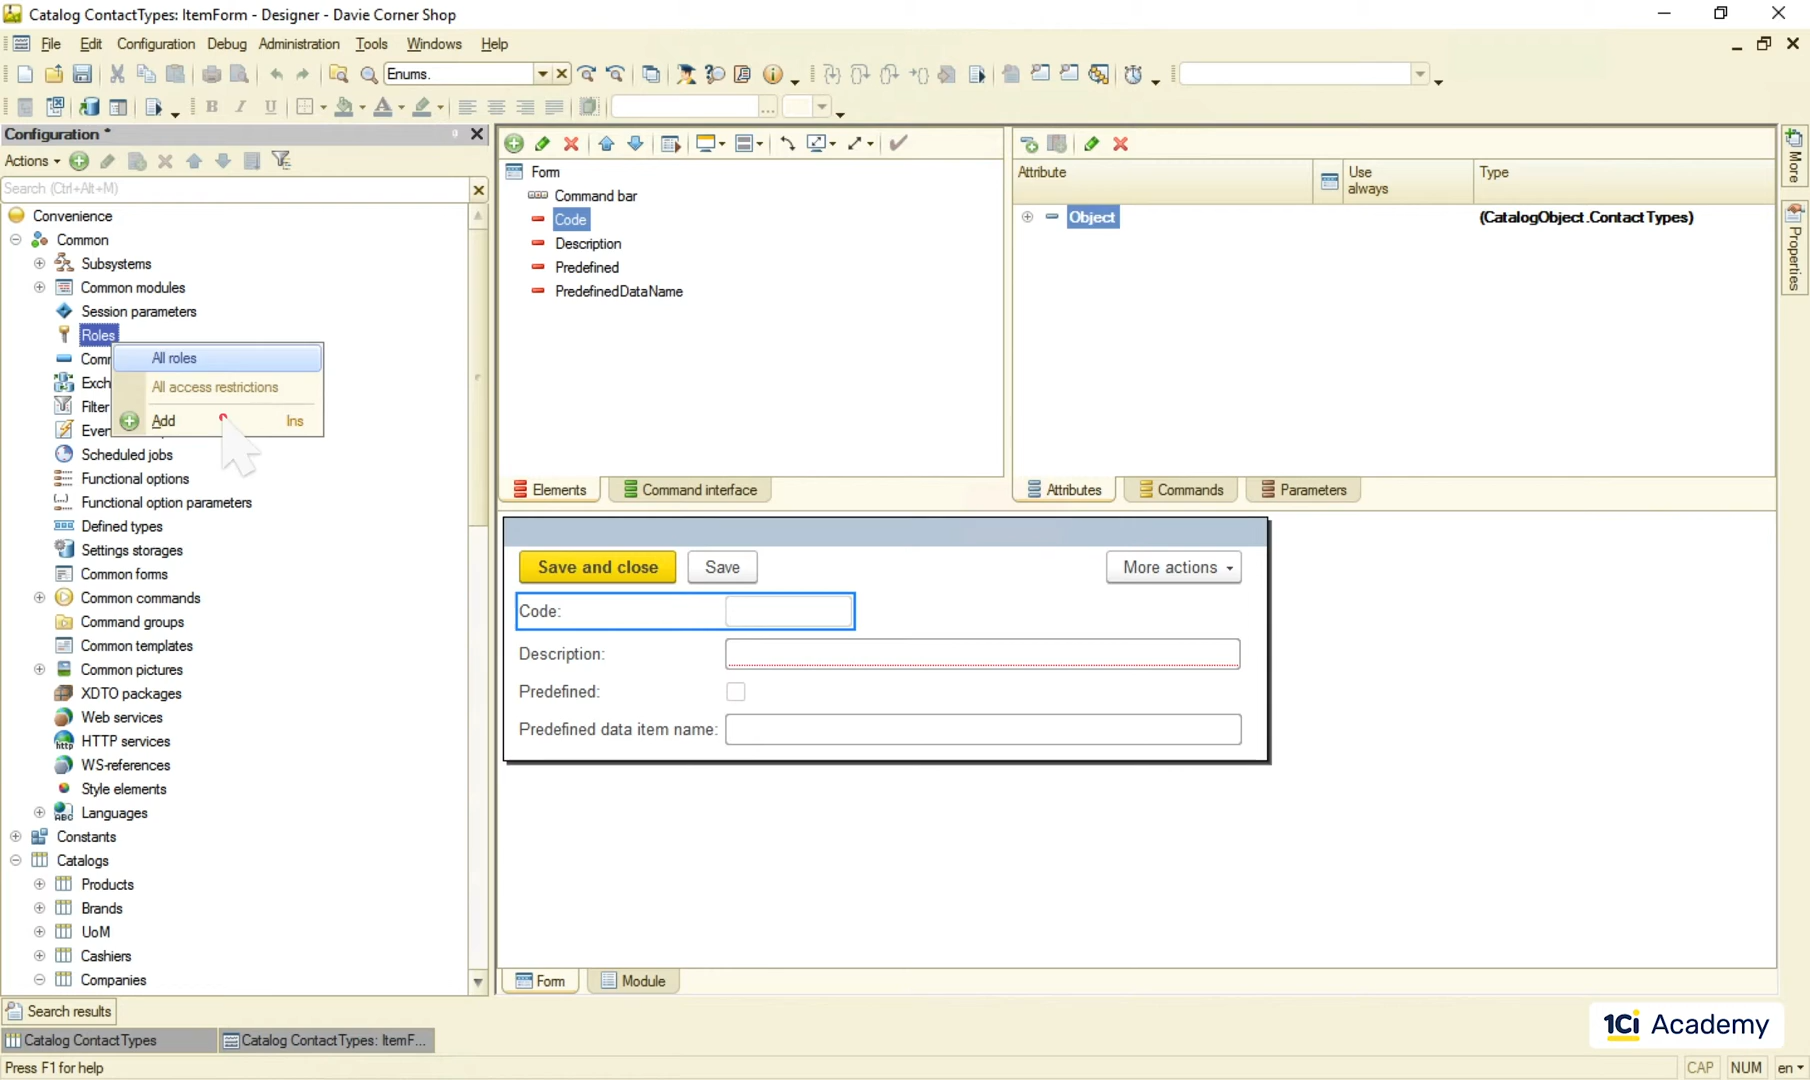 Catalog ContactTypes: ItemForm - Designer - Davie Corner Shop
File Edit Configuration Debug Administration Tools Windows Help
Enums.
B I U
Configuration *
Actions
Search (Ctrl+Alt+M)
Convenience
Common
Subsystems
Common modules
Session parameters
Roles
All roles
All access restrictions
Add Ins
Scheduled jobs
Functional options
Functional option parameters
Defined types
Settings storages
Common forms
Common commands
Command groups
Common templates
Common pictures
XDTO packages
Web services
HTTP services
WS-references
Style elements
Languages
Constants
Catalogs
Products
Brands
UoM
Cashiers
Companies
Form
Command bar
Code
Description
Predefined
PredefinedDataName
Elements Command interface
Attribute Use always Type
Object (CatalogObject.ContactTypes)
Attributes Commands Parameters
More
Properties
Save and close Save More actions
Code:
Description:
Predefined:
Predefined data item name:
Form Module
Search results
Catalog ContactTypes Catalog ContactTypes: ItemF...
1Ci Academy
Press F1 for help
CAP NUM en